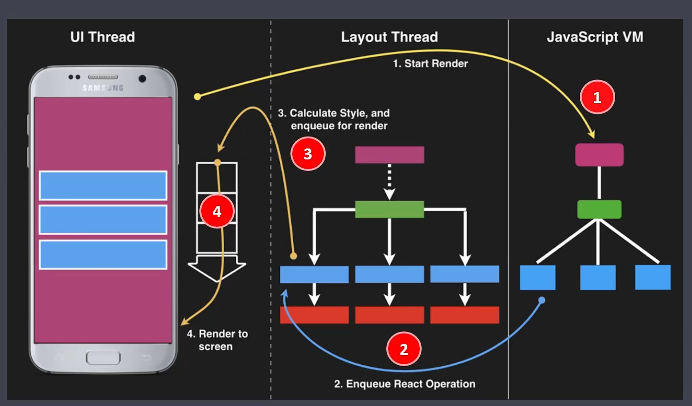 UI Thread
Layout Thread
JavaScript VM
1. Start Render
1
SAMSUNG
3. Calculate Style, and
enqueue for render
3
4
4. Render to
screen
2
2. Enqueue React Operation